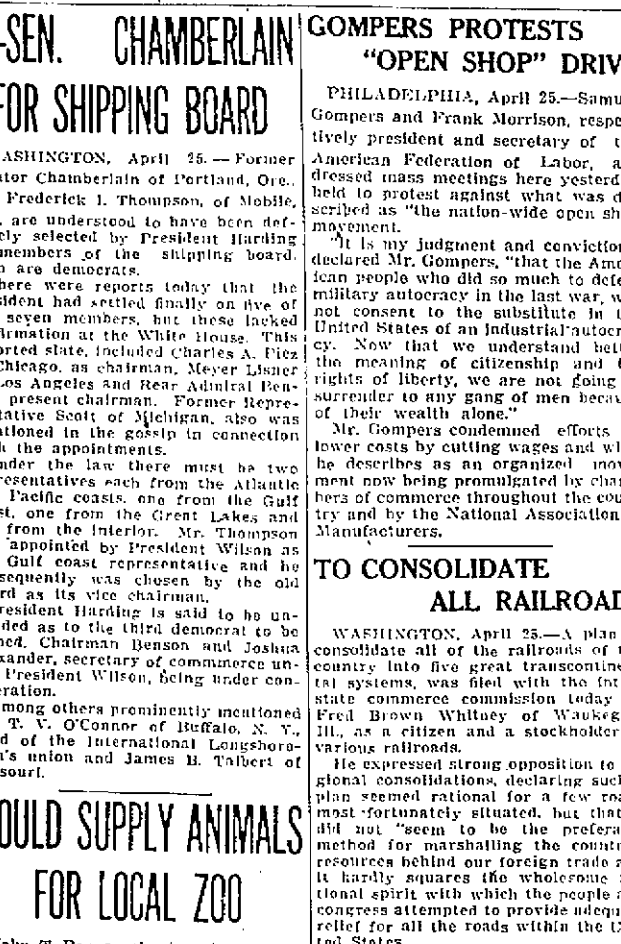 -SEN. CHAMBERLAIN
FOR SHIPPING BOARD
ASHINGTON, April 25. — Former
ator Chamberlain of Portland, Ore.,
Frederick I. Thompson, of Mobile,
., are understood to have been def-
ely selected by President Harding
members of the shipping board.
h are democrats.
here were reports today that the
sident had settled finally on five of
seven members, but these lacked
firmation at the White House. This
orted slate, included Charles A. Piez
Chicago, as chairman, Meyer Lisner
Los Angeles and Rear Admiral Ben-
present chairman. Former Repre-
tative Scott of Michigan, also was
ntioned in the gossip in connection
h the appointments.
nder the law there must be two
resentatives each from the Atlantic
Pacific coasts, one from the Gulf
st, one from the Great Lakes and
from the interior. Mr. Thompson
appointed by President Wilson as
Gulf coast representative and he
sequently was chosen by the old
rd as its vice chairman.
resident Harding is said to be un-
ided as to the third democrat to be
ned, Chairman Benson and Joshua
xander, secretary of commmerce un-
President Wilson, being under con-
eration.
mong others prominently mentioned
T. V. O'Connor of Buffalo, N. Y.,
d of the International Longshore-
n's union and James B. Talbert of
souri.
OULD SUPPLY ANIMALS
FOR LOCAL ZOO
GOMPERS PROTESTS
"OPEN SHOP" DRIV
PHILADELPHIA, April 25.—Samu
Gompers and Frank Morrison, respe
tively president and secretary of t
American Federation of Labor, a
dressed mass meetings here yesterd
held to protest against what was d
scribed as "the nation-wide open sh
movement.
"It is my judgment and conviction
declared Mr. Gompers, "that the Ame
ican people who did so much to defe
military autocracy in the last war, w
not consent to the substitute in t
United States of an industrial autocr
cy. Now that we understand bett
the meaning of citizenship and t
rights of liberty, we are not going
surrender to any gang of men becau
of their wealth alone."
Mr. Gompers condemned efforts
lower costs by cutting wages and wh
he describes as an organized mov
ment now being promulgated by cham
bers of commerce throughout the cou
try and by the National Association
Manufacturers.
TO CONSOLIDATE
ALL RAILROAD
WASHINGTON, April 25.—A plan
consolidate all of the railroads of t
country into five great transcontine
tal systems, was filed with the int
state commerce commission today
Fred Brown Whitney of Waukeg
Ill., as a citizen and a stockholder
various railroads.
He expressed strong opposition to
gional consolidations, declaring such
plan seemed rational for a few roa
most fortunately situated, but that
did not "seem to be the prefera
method for marshalling the countr
resources behind our foreign trade a
it hardly squares the wholesome
tional spirit with which the people a
congress attempted to provide adequ
relief for all the roads within the U
ted States.